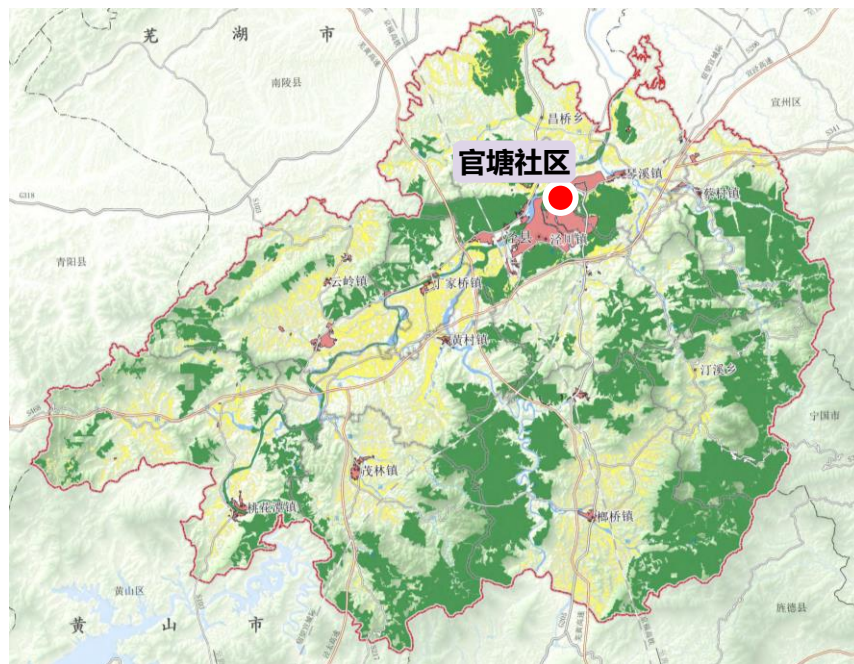 芜湖市
南陵县
宣州区
昌桥乡
S341
官塘社区
琴溪镇
G318
泾县
泾川镇
青阳县
云岭镇
丁家桥镇
黄村镇
汀溪乡
S468
宁国市
茂林镇
桃花潭镇
榔桥镇
黄山区
旌德县
黄山市